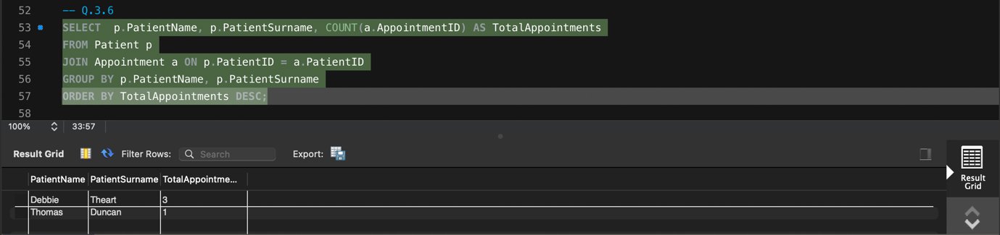 52 -- Q.3.6
53 SELECT p.PatientName, p.PatientSurname, COUNT(a.AppointmentID) AS TotalAppointments
54 FROM Patient p
55 JOIN Appointment a ON p.PatientID = a.PatientID
56 GROUP BY p.PatientName, p.PatientSurname
57 ORDER BY TotalAppointments DESC;
58
100% 33:57
Result Grid Filter Rows: Search Export:
Result
Grid
PatientName PatientSurname TotalAppointme...
Debbie Theart 3
Thomas Duncan 1